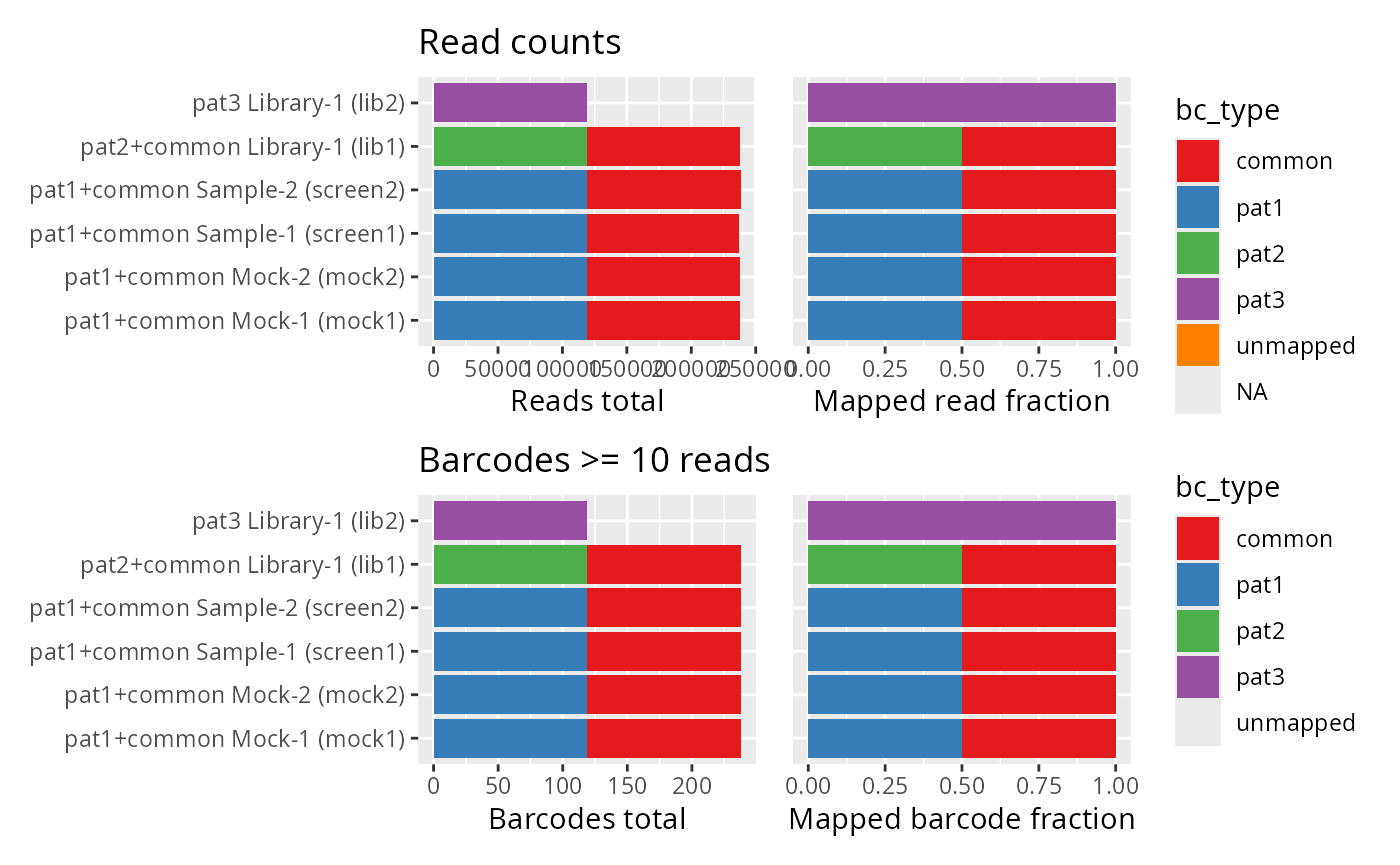 Read counts
pat3 Library-1 (lib2)
pat2+common Library-1 (lib1)
pat1+common Sample-2 (screen2)
pat1+common Sample-1 (screen1)
pat1+common Mock-2 (mock2)
pat1+common Mock-1 (mock1)
0 50000 100000 150000 200000 250000
Reads total
0.00 0.25 0.50 0.75 1.00
Mapped read fraction
bc_type
common
pat1
pat2
pat3
unmapped
NA
Barcodes >= 10 reads
pat3 Library-1 (lib2)
pat2+common Library-1 (lib1)
pat1+common Sample-2 (screen2)
pat1+common Sample-1 (screen1)
pat1+common Mock-2 (mock2)
pat1+common Mock-1 (mock1)
0 50 100 150 200
Barcodes total
0.00 0.25 0.50 0.75 1.00
Mapped barcode fraction
bc_type
common
pat1
pat2
pat3
unmapped